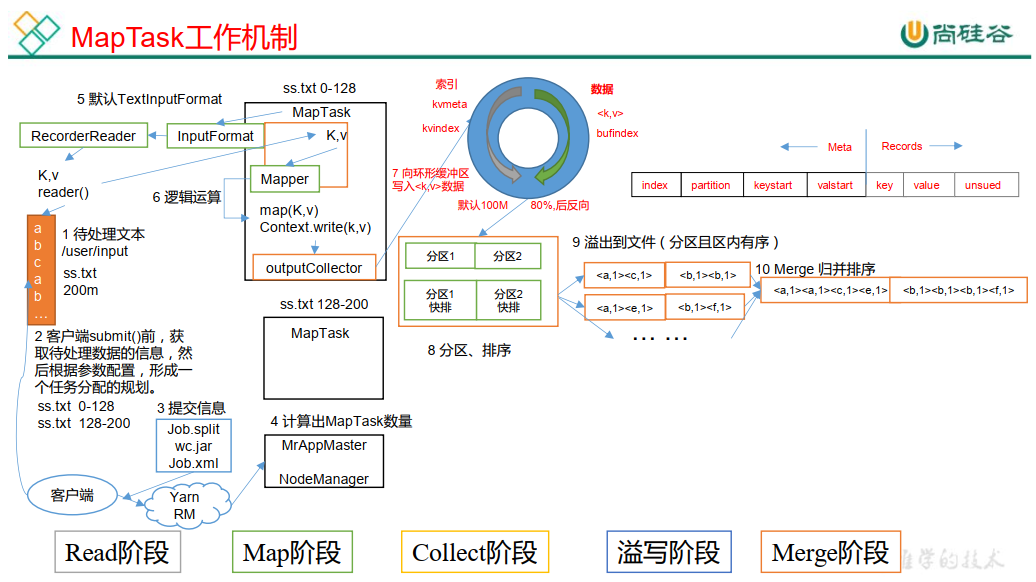 MapTask工作机制
尚硅谷
ss.txt 0-128
5 默认TextInputFormat
MapTask
RecorderReader
InputFormat
K,v
K,v
reader()
Mapper
6 逻辑运算
map(K,v)
Context.write(k,v)
outputCollector
索引
kvmeta
kvindex
数据
<k,v>
bufindex
7 向环形缓冲区
写入<k,v>数据
默认100M
80%,后反向
Meta
Records
index
partition
keystart
valstart
key
value
unsued
a
b
c
a
b
...
1 待处理文本
/user/input
ss.txt
200m
分区1
分区2
分区1
快排
分区2
快排
8 分区、排序
9 溢出到文件（分区且区内有序）
<a,1><c,1>
<b,1><b,1>
<a,1><e,1>
<b,1><f,1>
... ...
10 Merge 归并排序
<a,1><a,1><c,1><e,1>
<b,1><b,1><b,1><f,1>
ss.txt 128-200
MapTask
2 客户端submit()前，获
取待处理数据的信息，然
后根据参数配置，形成一
个任务分配的规划。
ss.txt 0-128
ss.txt 128-200
3 提交信息
Job.split
wc.jar
Job.xml
4 计算出MapTask数量
MrAppMaster
NodeManager
客户端
Yarn
RM
Read阶段
Map阶段
Collect阶段
溢写阶段
Merge阶段
学的技术